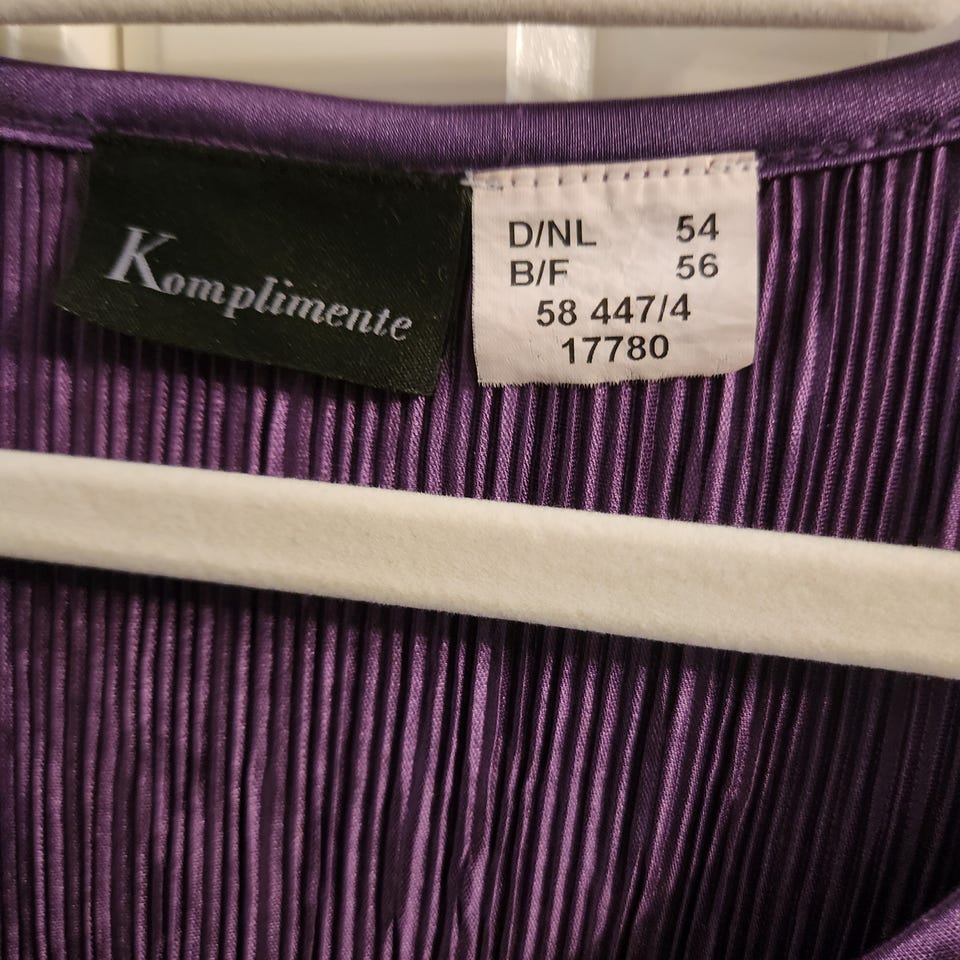 Komplimente
D/NL 54
B/F 56
58 447/4
17780